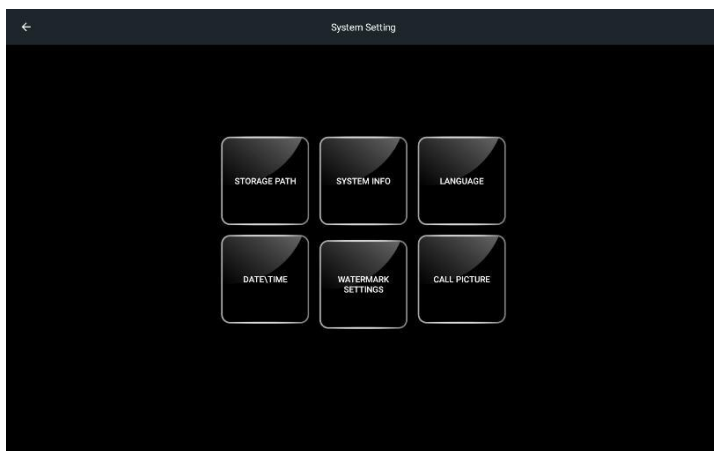 System Setting
STORAGE PATH
SYSTEM INFO
LANGUAGE
DATE\TIME
WATERMARK
SETTINGS
CALL PICTURE